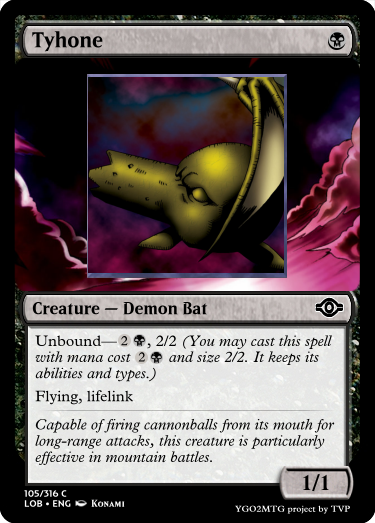 Tyhone
Creature — Demon Bat
Unbound—2, 2/2 (You may cast this spell
with mana cost 2 and size 2/2. It keeps its
abilities and types.)
Flying, lifelink
Capable of firing cannonballs from its mouth for
long-range attacks, this creature is particularly
effective in mountain battles.
1/1
105/316 C
LOB • ENG KONAMI
YGO2MTG project by TVP